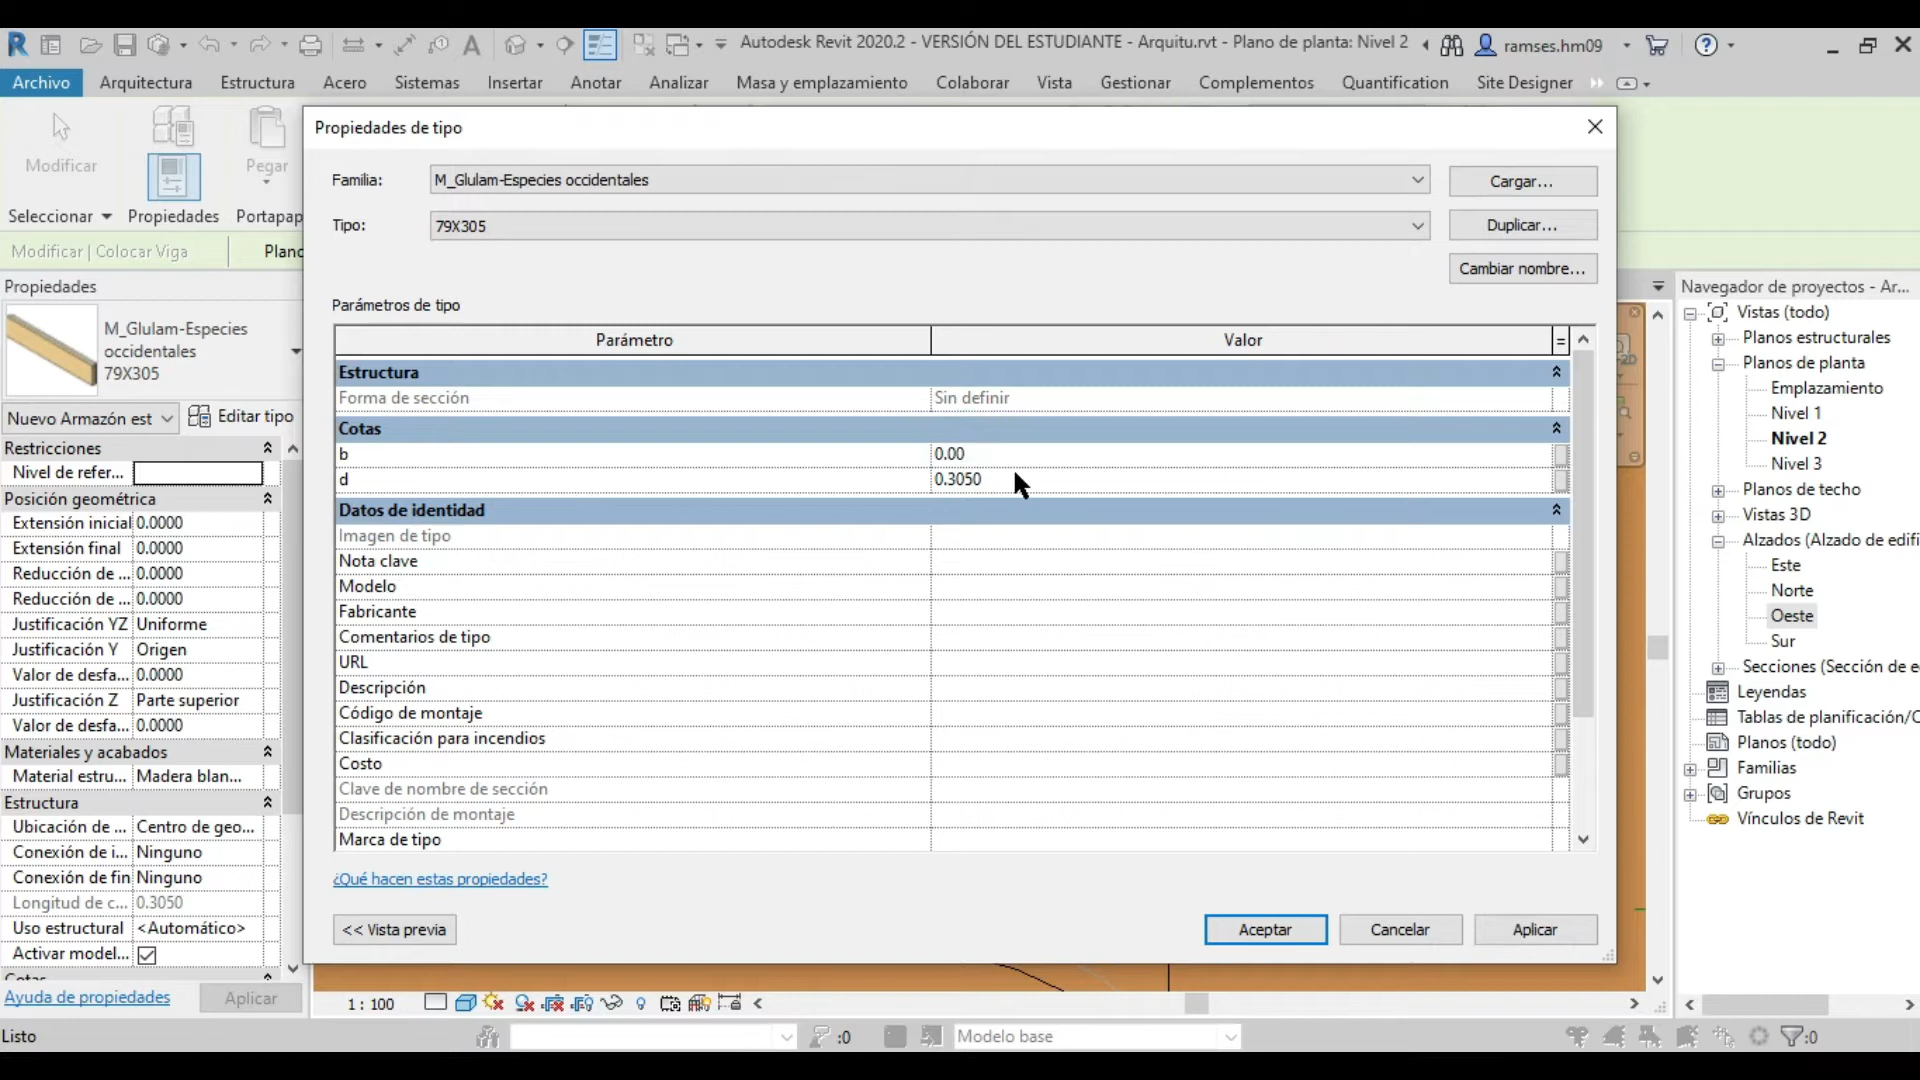 Autodesk Revit 2020.2 - VERSIÓN DEL ESTUDIANTE - Arquitu.rvt - Plano de planta: Nivel 2
ramses.hm09
Archivo Arquitectura Estructura Acero Sistemas Insertar Anotar Analizar Masa y emplazamiento Colaborar Vista Gestionar Complementos Quantification Site Designer
Modificar
Pegar
Seleccionar Propiedades Portapap
Modificar | Colocar Viga
Plano
Propiedades
M_Glulam-Especies
occidentales
79X305
Nuevo Armazón est
Editar tipo
Restricciones
Nivel de refer...
Posición geométrica
Extensión inicial 0.0000
Extensión final 0.0000
Reducción de ... 0.0000
Reducción de ... 0.0000
Justificación YZ Uniforme
Justificación Y Origen
Valor de desfa... 0.0000
Justificación Z Parte superior
Valor de desfa... 0.0000
Materiales y acabados
Material estru... Madera blan...
Estructura
Ubicación de ... Centro de geo...
Conexión de i... Ninguno
Conexión de fin Ninguno
Longitud de c... 0.3050
Uso estructural <Automático>
Activar model...
Cotas
Ayuda de propiedades
Aplicar
Propiedades de tipo
Familia: M_Glulam-Especies occidentales Cargar...
Tipo: 79X305 Duplicar...
Cambiar nombre...
Parámetros de tipo
Parámetro Valor =
Estructura
Forma de sección Sin definir
Cotas
b 0.00
d 0.3050
Datos de identidad
Imagen de tipo
Nota clave
Modelo
Fabricante
Comentarios de tipo
URL
Descripción
Código de montaje
Clasificación para incendios
Costo
Clave de nombre de sección
Descripción de montaje
Marca de tipo
¿Qué hacen estas propiedades?
<< Vista previa Aceptar Cancelar Aplicar
Navegador de proyectos - Ar...
Vistas (todo)
Planos estructurales
Planos de planta
Emplazamiento
Nivel 1
Nivel 2
Nivel 3
Planos de techo
Vistas 3D
Alzados (Alzado de edifi
Este
Norte
Oeste
Sur
Secciones (Sección de e
Leyendas
Tablas de planificación/C
Planos (todo)
Familias
Grupos
Vínculos de Revit
1 : 100
Listo
:0
Modelo base
:0